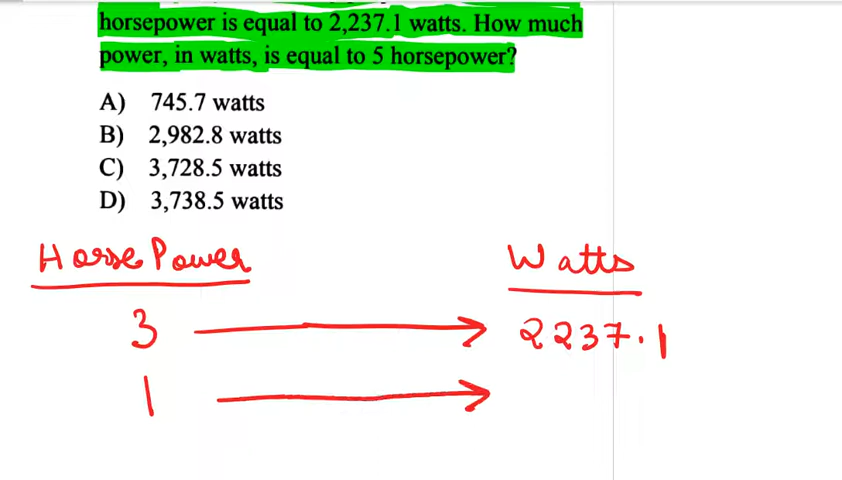 horsepower is equal to 2,237.1 watts. How much
power, in watts, is equal to 5 horsepower?
A) 745.7 watts
B) 2,982.8 watts
C) 3,728.5 watts
D) 3,738.5 watts
Horse Power Watts
3 2237.1
1